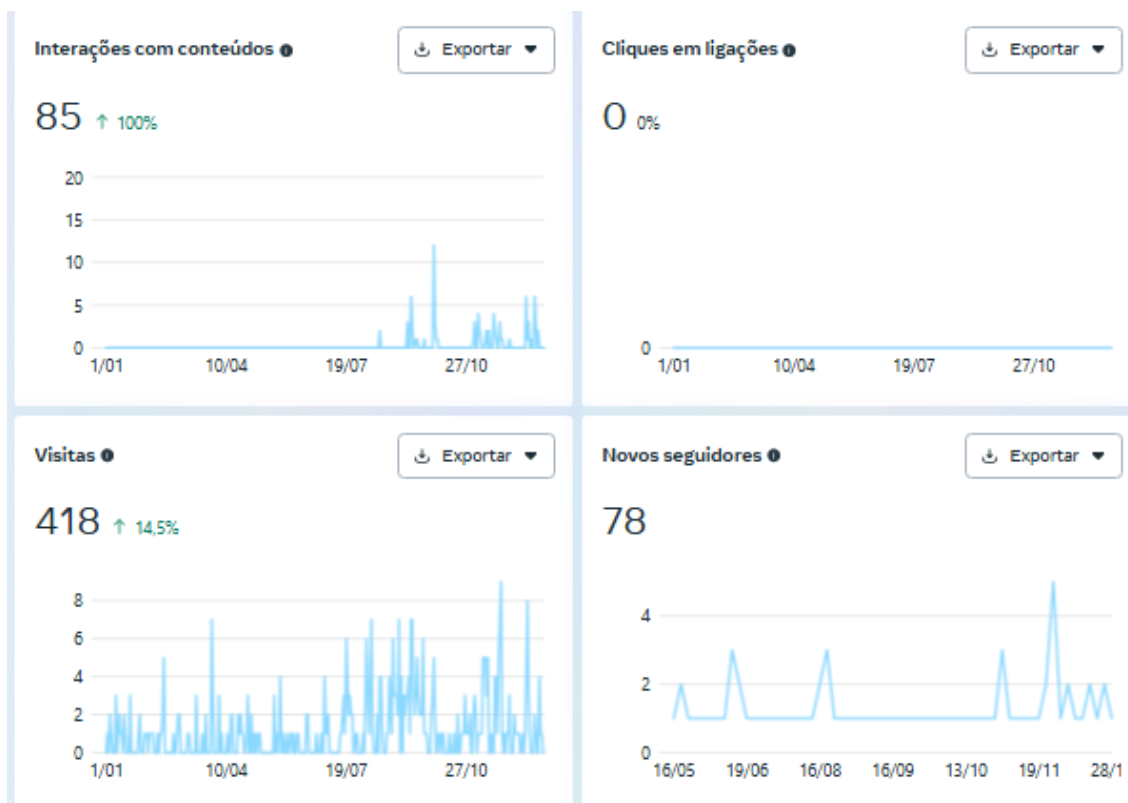 Interações com conteúdos
Exportar
85 ↑ 100%
20
15
10
5
0
1/01 10/04 19/07 27/10
Cliques em ligações
Exportar
0 0%
0
1/01 10/04 19/07 27/10
Visitas
Exportar
418 ↑ 14,5%
8
6
4
2
0
1/01 10/04 19/07 27/10
Novos seguidores
Exportar
78
4
2
0
16/05 19/06 16/08 16/09 13/10 19/11 28/1